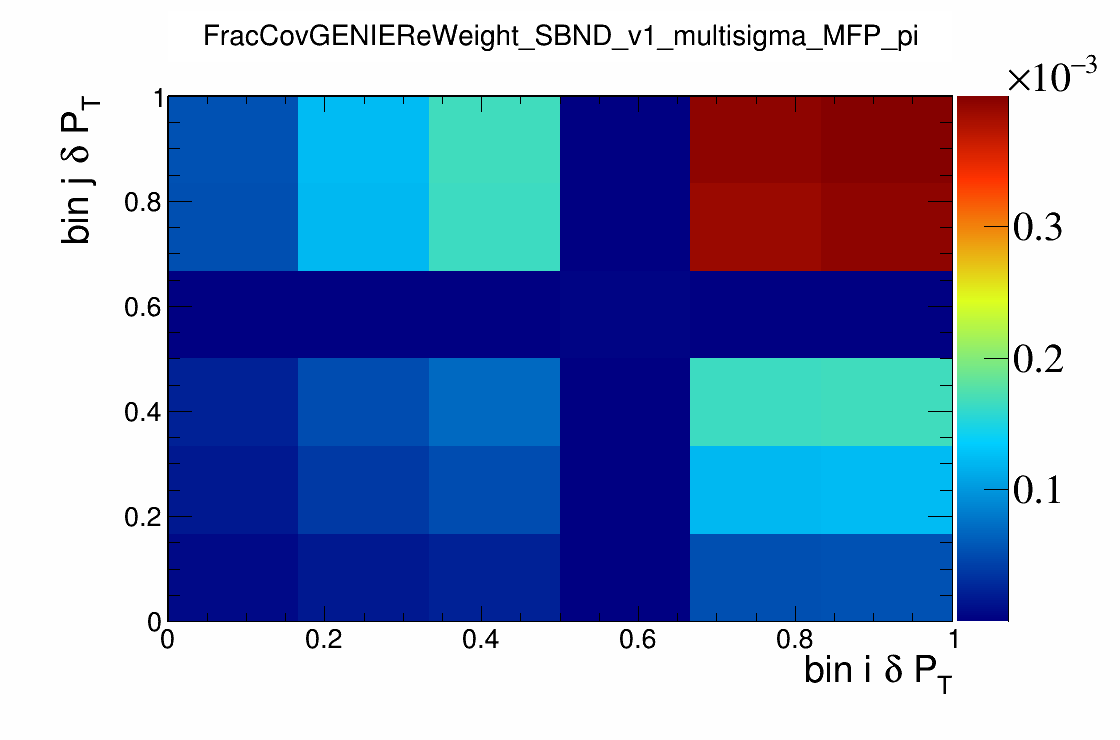 FracCovGENIEReWeight_SBND_v1_multisigma_MFP_pi
×10⁻³
bin j δ P_T
1
0.8
0.6
0.4
0.2
0
0.3
0.2
0.1
0 0.2 0.4 0.6 0.8 1
bin i δ P_T